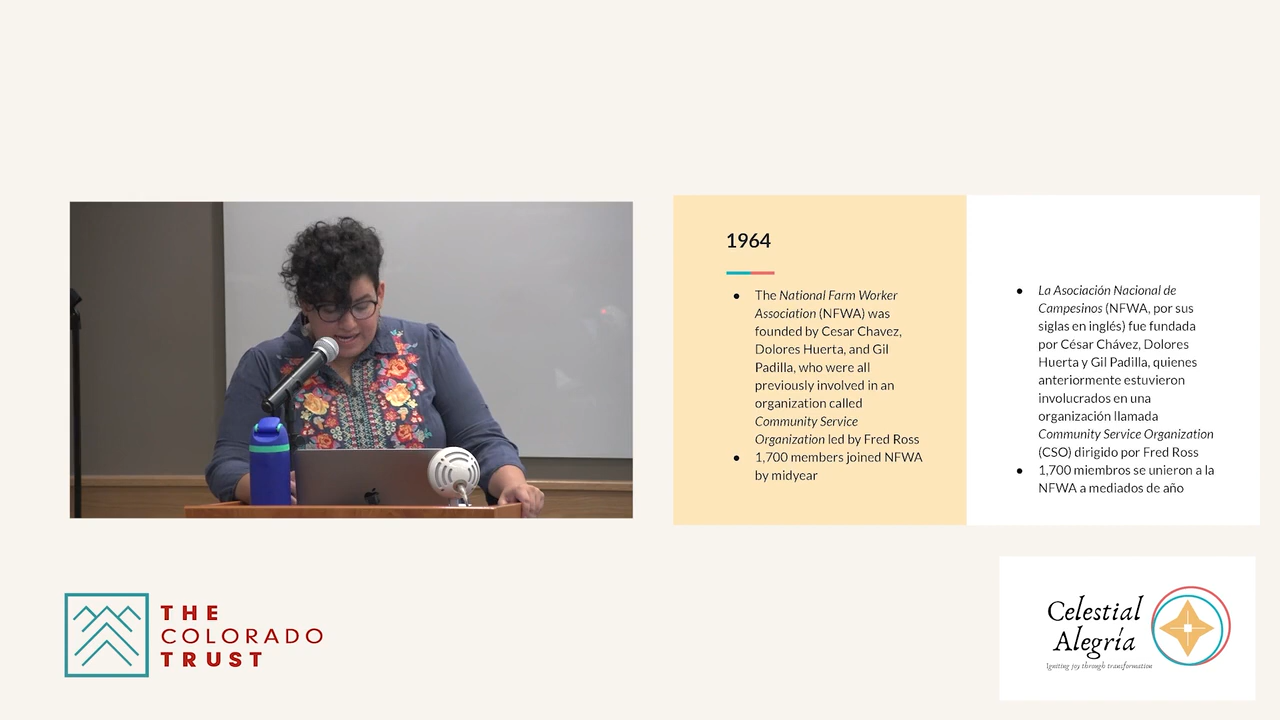 1964
● The National Farm Worker
Association (NFWA) was
founded by Cesar Chavez,
Dolores Huerta, and Gil
Padilla, who were all
previously involved in an
organization called
Community Service
Organization led by Fred Ross
● 1,700 members joined NFWA
by midyear
● La Asociación Nacional de
Campesinos (NFWA, por sus
siglas en inglés) fue fundada
por César Chávez, Dolores
Huerta y Gil Padilla, quienes
anteriormente estuvieron
involucrados en una
organización llamada
Community Service Organization
(CSO) dirigido por Fred Ross
● 1,700 miembros se unieron a la
NFWA a mediados de año
THE
COLORADO
TRUST
Celestial
Alegría
Igniting joy through transformation